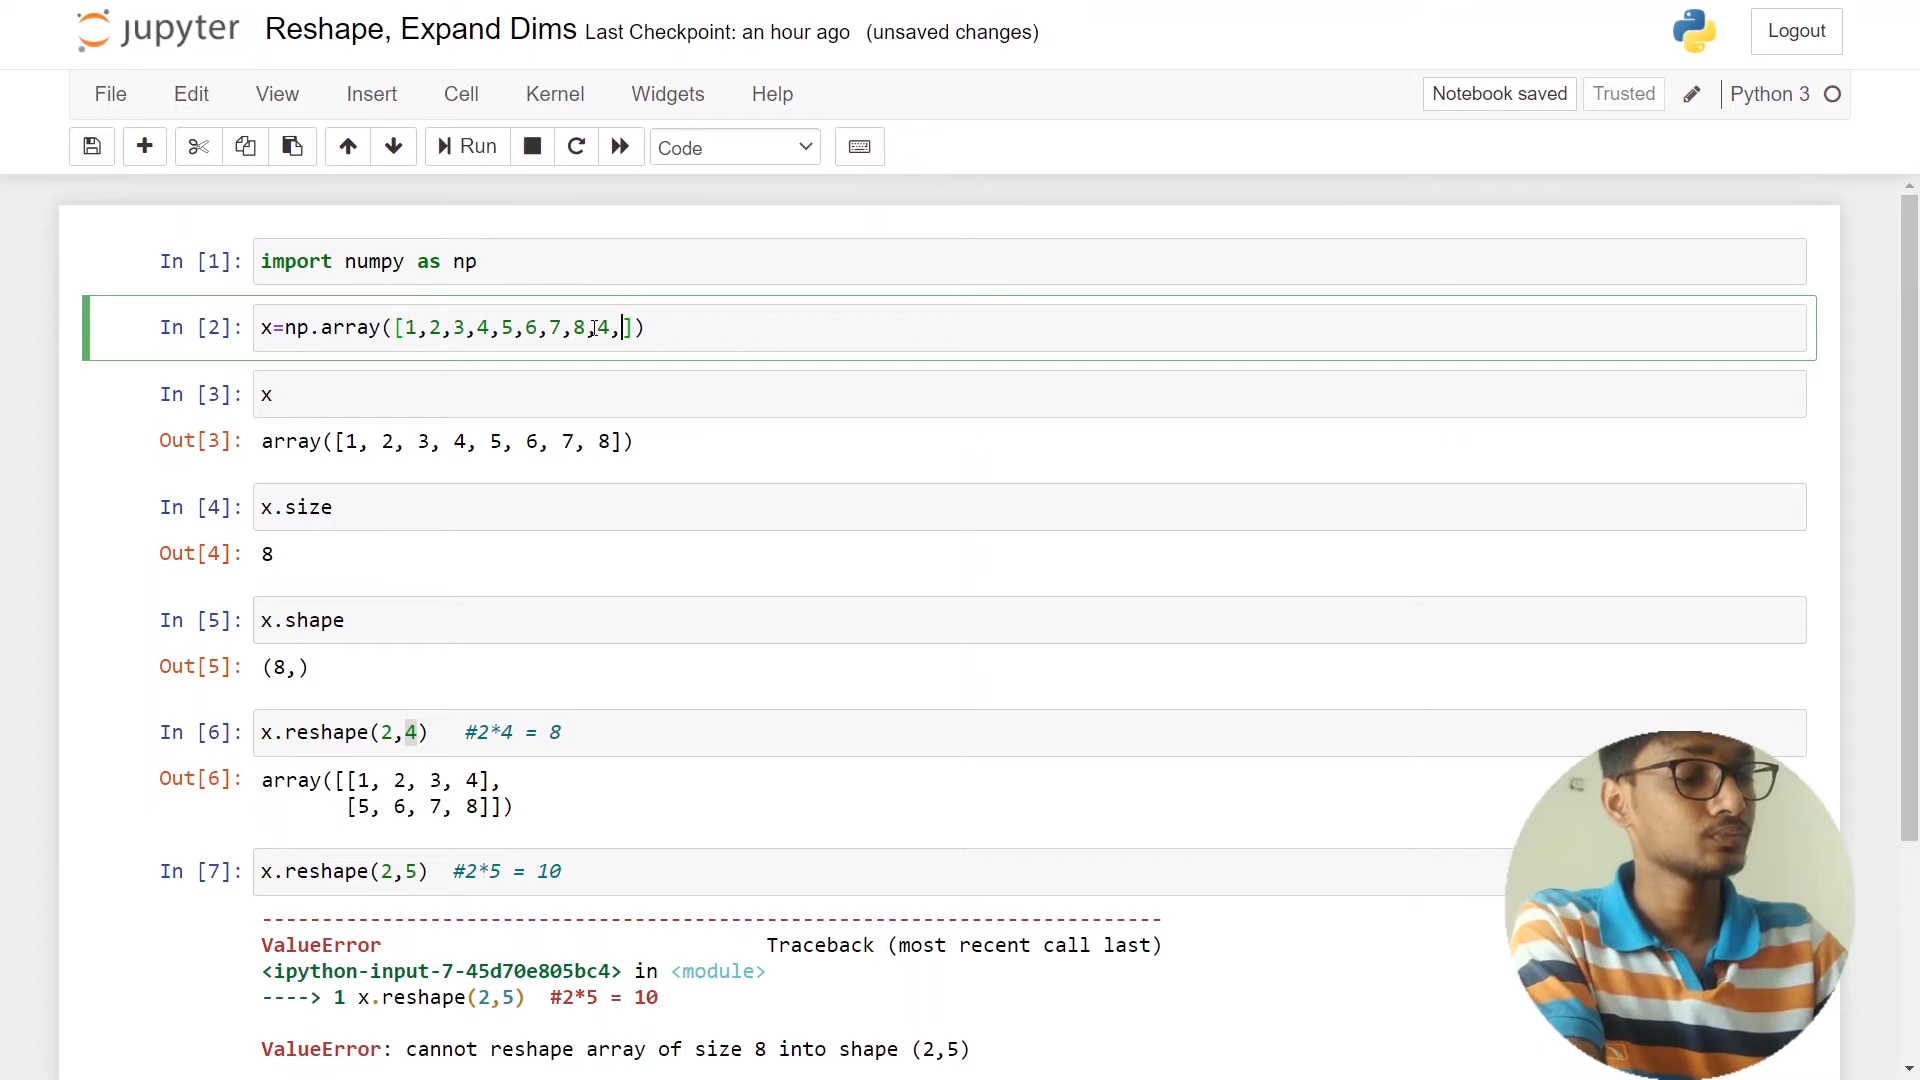 jupyter Reshape, Expand Dims Last Checkpoint: an hour ago (unsaved changes) Logout
File Edit View Insert Cell Kernel Widgets Help Notebook saved Trusted Python 3
Run Code
In [1]: import numpy as np
In [2]: x=np.array([1,2,3,4,5,6,7,8,4,])
In [3]: x
Out[3]: array([1, 2, 3, 4, 5, 6, 7, 8])
In [4]: x.size
Out[4]: 8
In [5]: x.shape
Out[5]: (8,)
In [6]: x.reshape(2,4)   #2*4 = 8
Out[6]: array([[1, 2, 3, 4],
[5, 6, 7, 8]])
In [7]: x.reshape(2,5)  #2*5 = 10
---------------------------------------------------------------------------
ValueError                                Traceback (most recent call last)
<ipython-input-7-45d70e805bc4> in <module>
----> 1 x.reshape(2,5)  #2*5 = 10
ValueError: cannot reshape array of size 8 into shape (2,5)